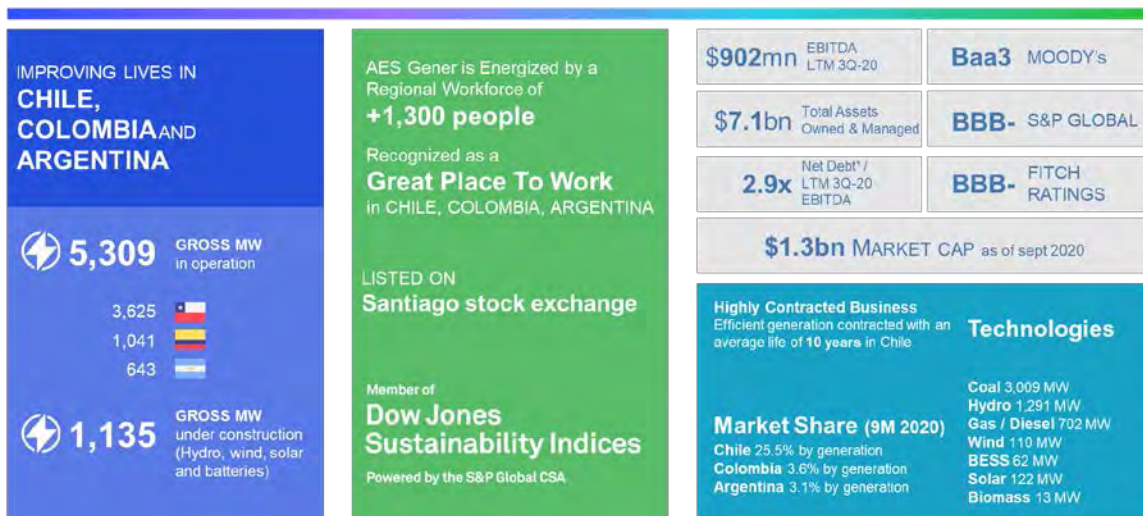 IMPROVING LIVES IN
CHILE,
COLOMBIA AND
ARGENTINA
5,309
GROSS MW
in operation
3,625
1,041
643
1,135
GROSS MW
under construction
(Hydro, wind, solar
and batteries)
AES Gener is Energized by a
Regional Workforce of
+1,300 people
Recognized as a
Great Place To Work
in CHILE, COLOMBIA, ARGENTINA
LISTED ON
Santiago stock exchange
Member of
Dow Jones
Sustainability Indices
Powered by the S&P Global CSA
$902mn EBITDA
LTM 3Q-20
Baa3 MOODY's
$7.1bn Total Assets
Owned & Managed
BBB- S&P GLOBAL
2.9x Net Debt¹ /
LTM 3Q-20
EBITDA
BBB- FITCH
RATINGS
$1.3bn MARKET CAP as of sept 2020
Highly Contracted Business
Efficient generation contracted with an
average life of 10 years in Chile
Market Share (9M 2020)
Chile 25.5% by generation
Colombia 3.6% by generation
Argentina 3.1% by generation
Technologies
Coal 3,009 MW
Hydro 1,291 MW
Gas / Diesel 702 MW
Wind 110 MW
BESS 62 MW
Solar 122 MW
Biomass 13 MW